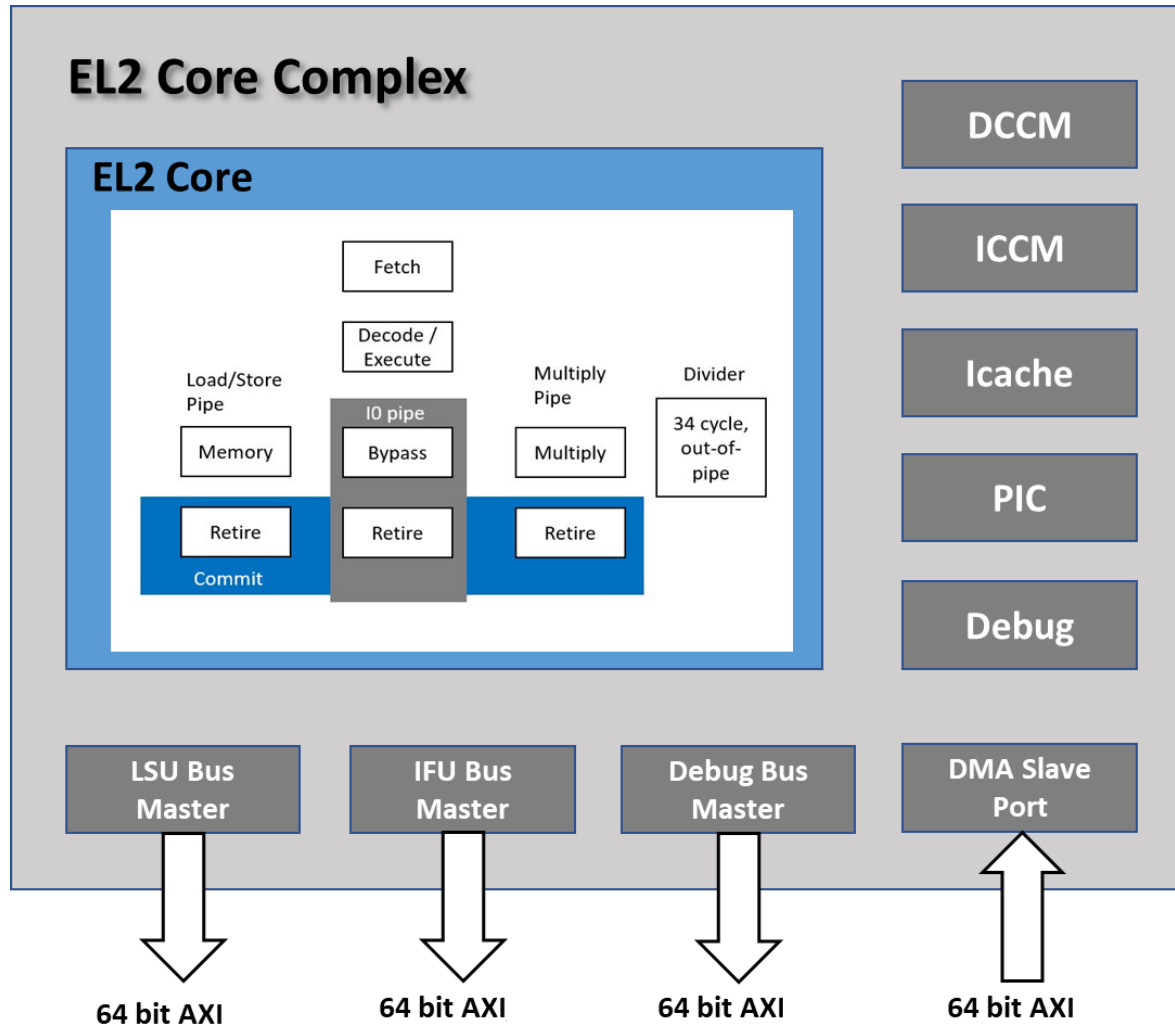 EL2 Core Complex
EL2 Core
Fetch
Decode /
Execute
Load/Store
Pipe
Multiply
Pipe
Divider
I0 pipe
Memory
Bypass
Multiply
34 cycle,
out-of-
pipe
Retire
Retire
Retire
Commit
DCCM
ICCM
Icache
PIC
Debug
LSU Bus
Master
IFU Bus
Master
Debug Bus
Master
DMA Slave
Port
64 bit AXI
64 bit AXI
64 bit AXI
64 bit AXI